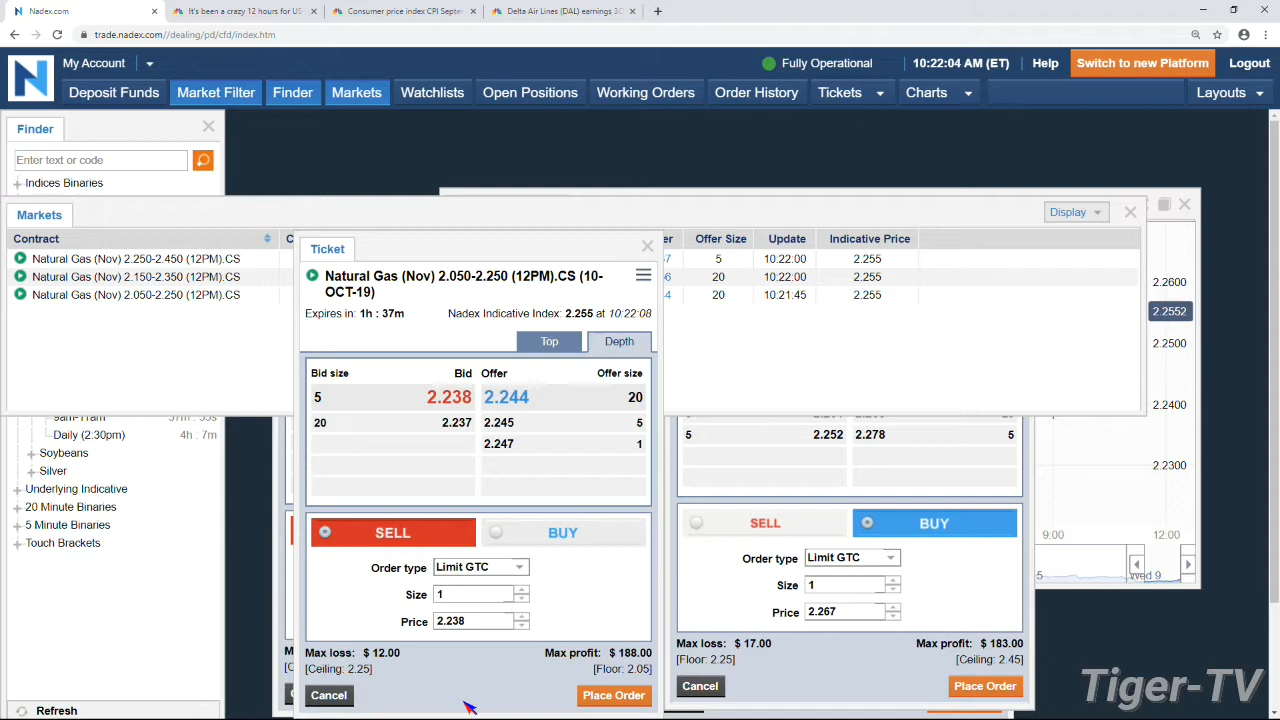 Nadex.com
It's been a crazy 12 hours for US-
Consumer price index CPI Septe
Delta Air Lines (DAL) earnings 3C
trade.nadex.com//dealing/pd/cfd/index.htm
My Account
Fully Operational
10:22:04 AM (ET)
Help
Switch to new Platform
Logout
Deposit Funds
Market Filter
Finder
Markets
Watchlists
Open Positions
Working Orders
Order History
Tickets
Charts
Layouts
Finder
Enter text or code
Indices Binaries
Markets
Display
Contract
er
Offer Size
Update
Indicative Price
Natural Gas (Nov) 2.250-2.450 (12PM).CS
7
5
10:22:00
2.255
Natural Gas (Nov) 2.150-2.350 (12PM).CS
6
20
10:22:00
2.255
Natural Gas (Nov) 2.050-2.250 (12PM).CS
4
20
10:21:45
2.255
Ticket
Natural Gas (Nov) 2.050-2.250 (12PM).CS (10-
OCT-19)
Expires in: 1h : 37m
Nadex Indicative Index: 2.255 at 10:22:08
Top
Depth
Bid size
Bid
Offer
Offer size
5
2.238
2.244
20
20
2.237
2.245
5
2.247
1
SELL
BUY
Order type
Limit GTC
Size
1
Price
2.238
Max loss: $ 12.00
Max profit: $ 188.00
[Ceiling: 2.25]
[Floor: 2.05]
Cancel
Place Order
5
2.252
2.278
5
SELL
BUY
Order type
Limit GTC
Size
1
Price
2.267
Max loss: $ 17.00
Max profit: $ 183.00
[Floor: 2.25]
[Ceiling: 2.45]
Cancel
Place Order
2.2600
2.2552
2.2500
2.2400
2.2300
9:00
12:00
5
Wed 9
9am-11am
37m : 55s
Daily (2:30pm)
4h : 7m
Soybeans
Silver
Underlying Indicative
20 Minute Binaries
5 Minute Binaries
Touch Brackets
Refresh
Tiger-TV